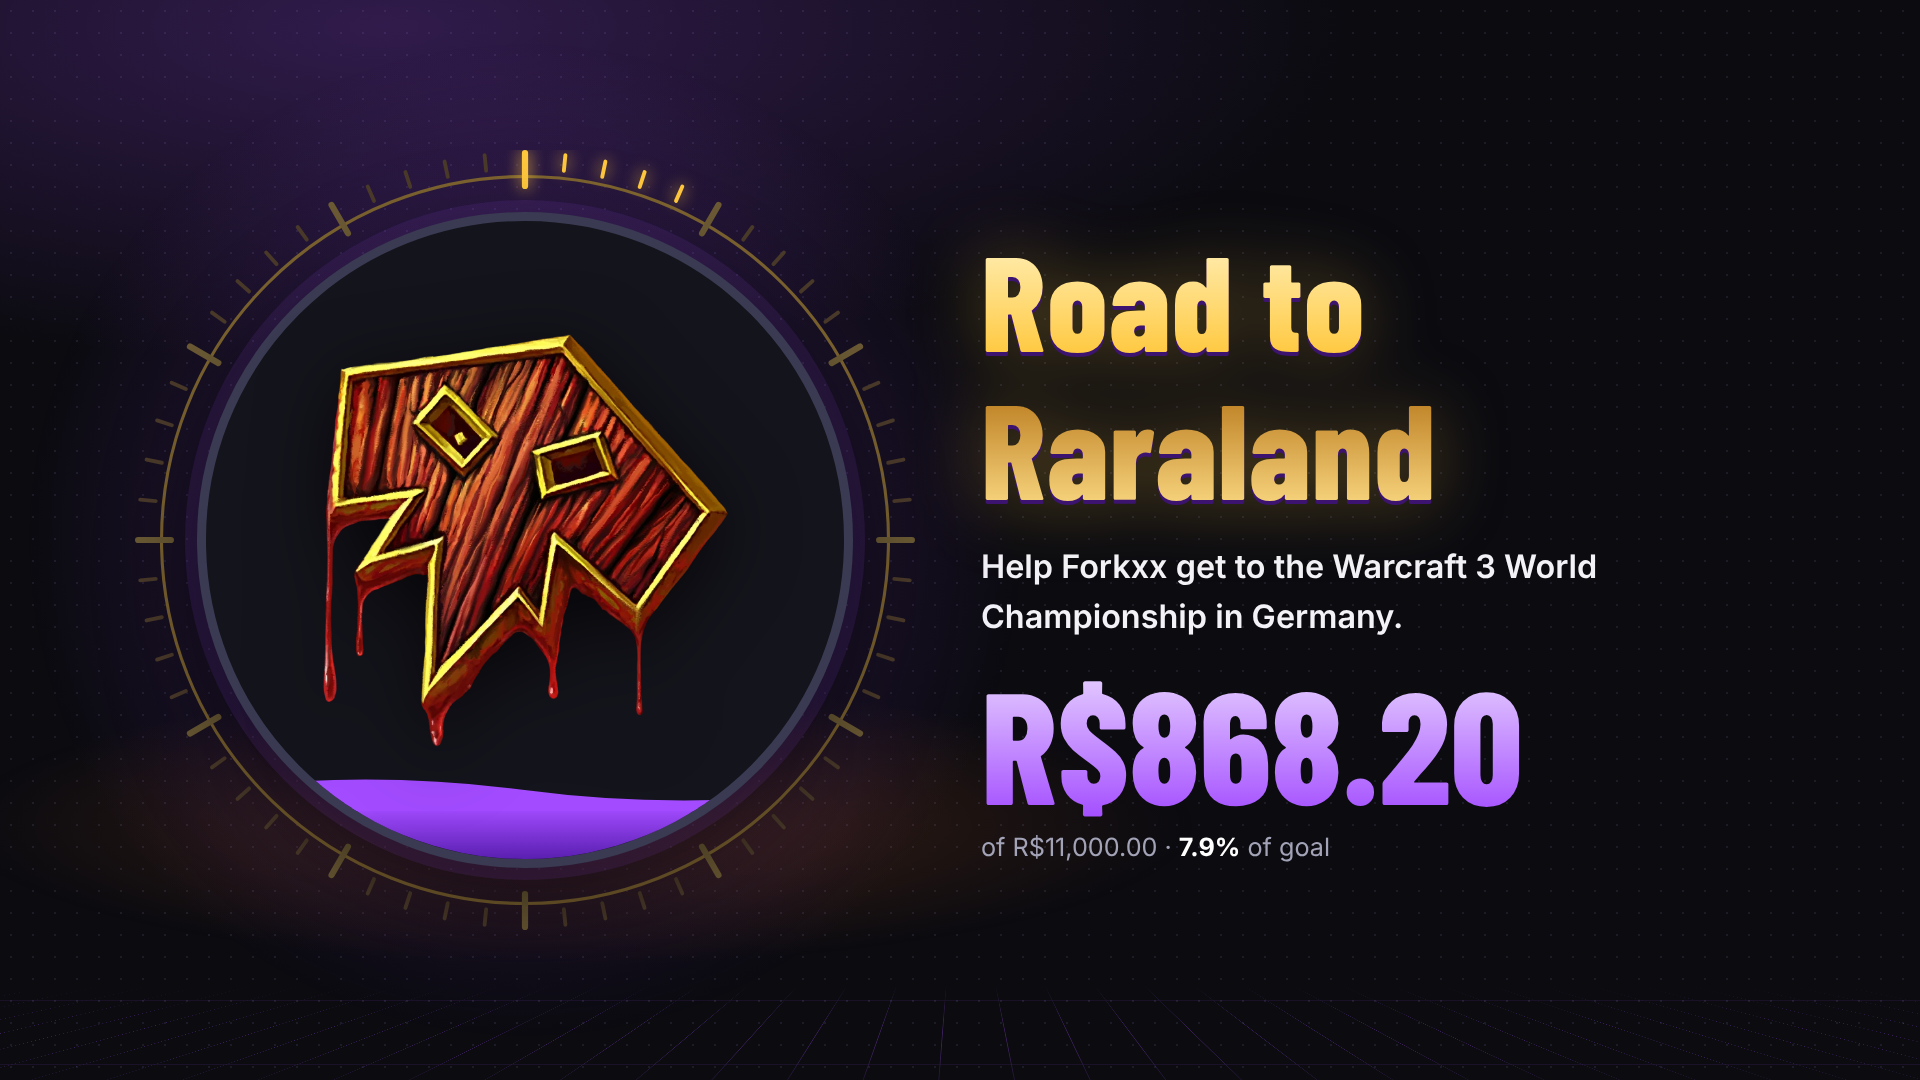 Road to
Raraland
Help Forkxx get to the Warcraft 3 World
Championship in Germany.
R$868.20
of R$11,000.00 · 7.9% of goal